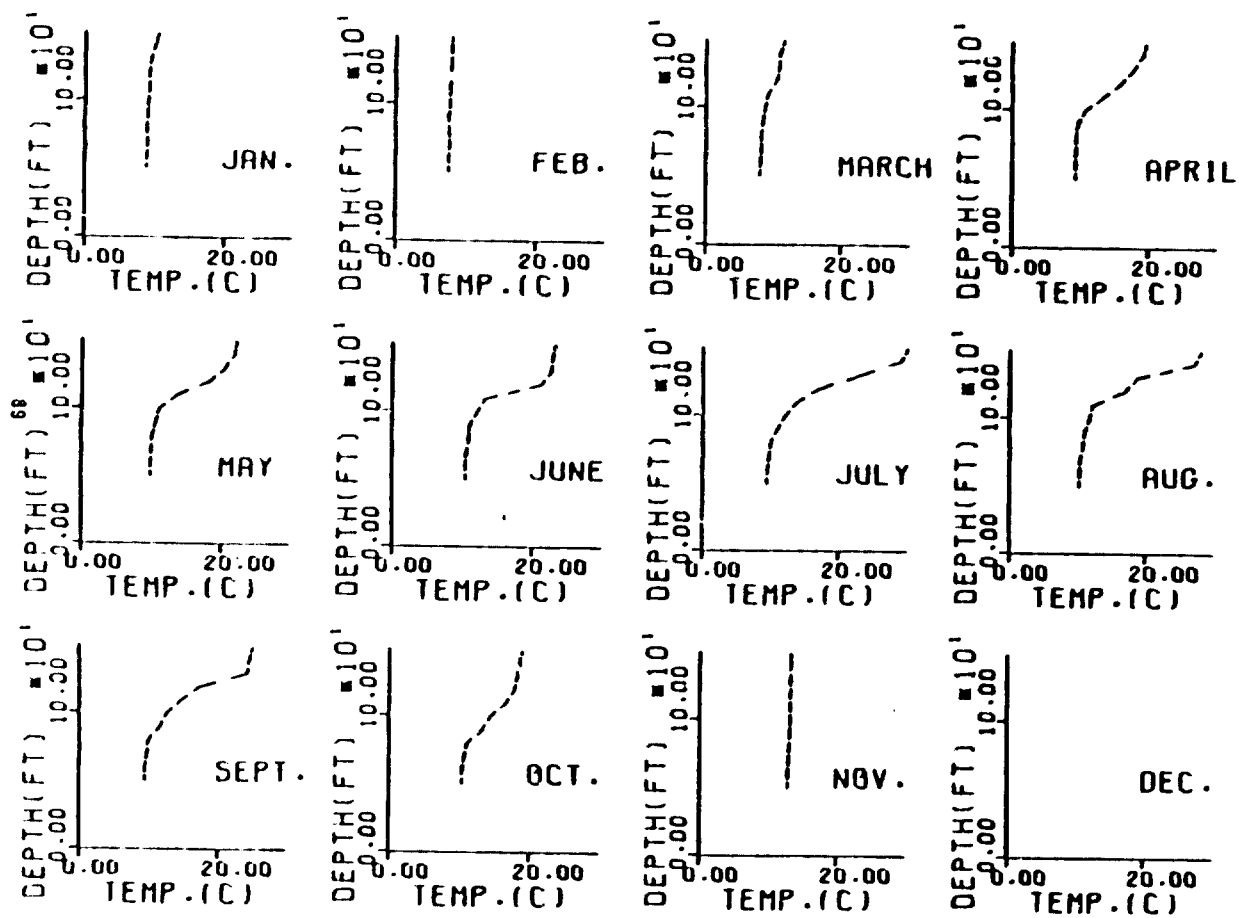 DEPTH(FT) *10¹
10.00
0.00
0.00 20.00
TEMP.(C)
JAN.
DEPTH(FT) *10¹
10.00
0.00
0.00 20.00
TEMP.(C)
FEB.
DEPTH(FT) *10¹
10.00
0.00
0.00 20.00
TEMP.(C)
MARCH
DEPTH(FT) *10¹
10.00
0.00
0.00 20.00
TEMP.(C)
APRIL
DEPTH(FT) *10¹
68
10.00
0.00
0.00 20.00
TEMP.(C)
MAY
DEPTH(FT) *10¹
10.00
0.00
0.00 20.00
TEMP.(C)
JUNE
DEPTH(FT) *10¹
10.00
0.00
0.00 20.00
TEMP.(C)
JULY
DEPTH(FT) *10¹
10.00
0.00
0.00 20.00
TEMP.(C)
AUG.
DEPTH(FT) *10¹
10.00
0.00
0.00 20.00
TEMP.(C)
SEPT.
DEPTH(FT) *10¹
10.00
0.00
0.00 20.00
TEMP.(C)
OCT.
DEPTH(FT) *10¹
10.00
0.00
0.00 20.00
TEMP.(C)
NOV.
DEPTH(FT) *10¹
10.00
0.00
0.00 20.00
TEMP.(C)
DEC.